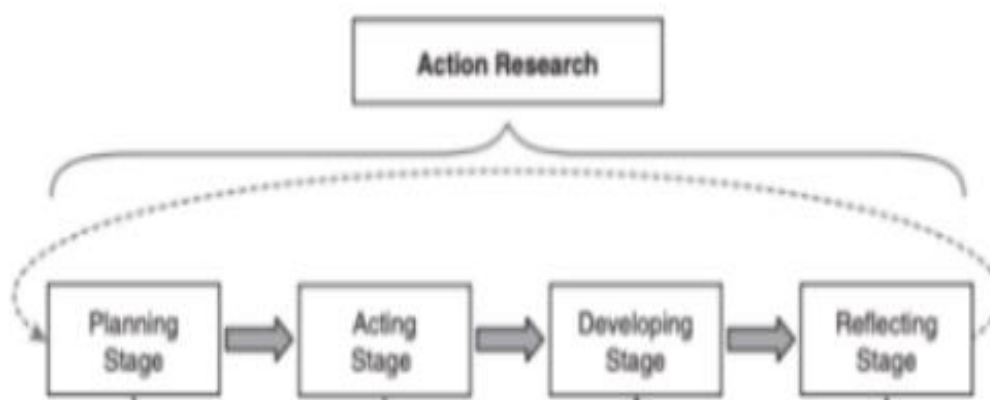 Action Research
Planning
Stage
Acting
Stage
Developing
Stage
Reflecting
Stage